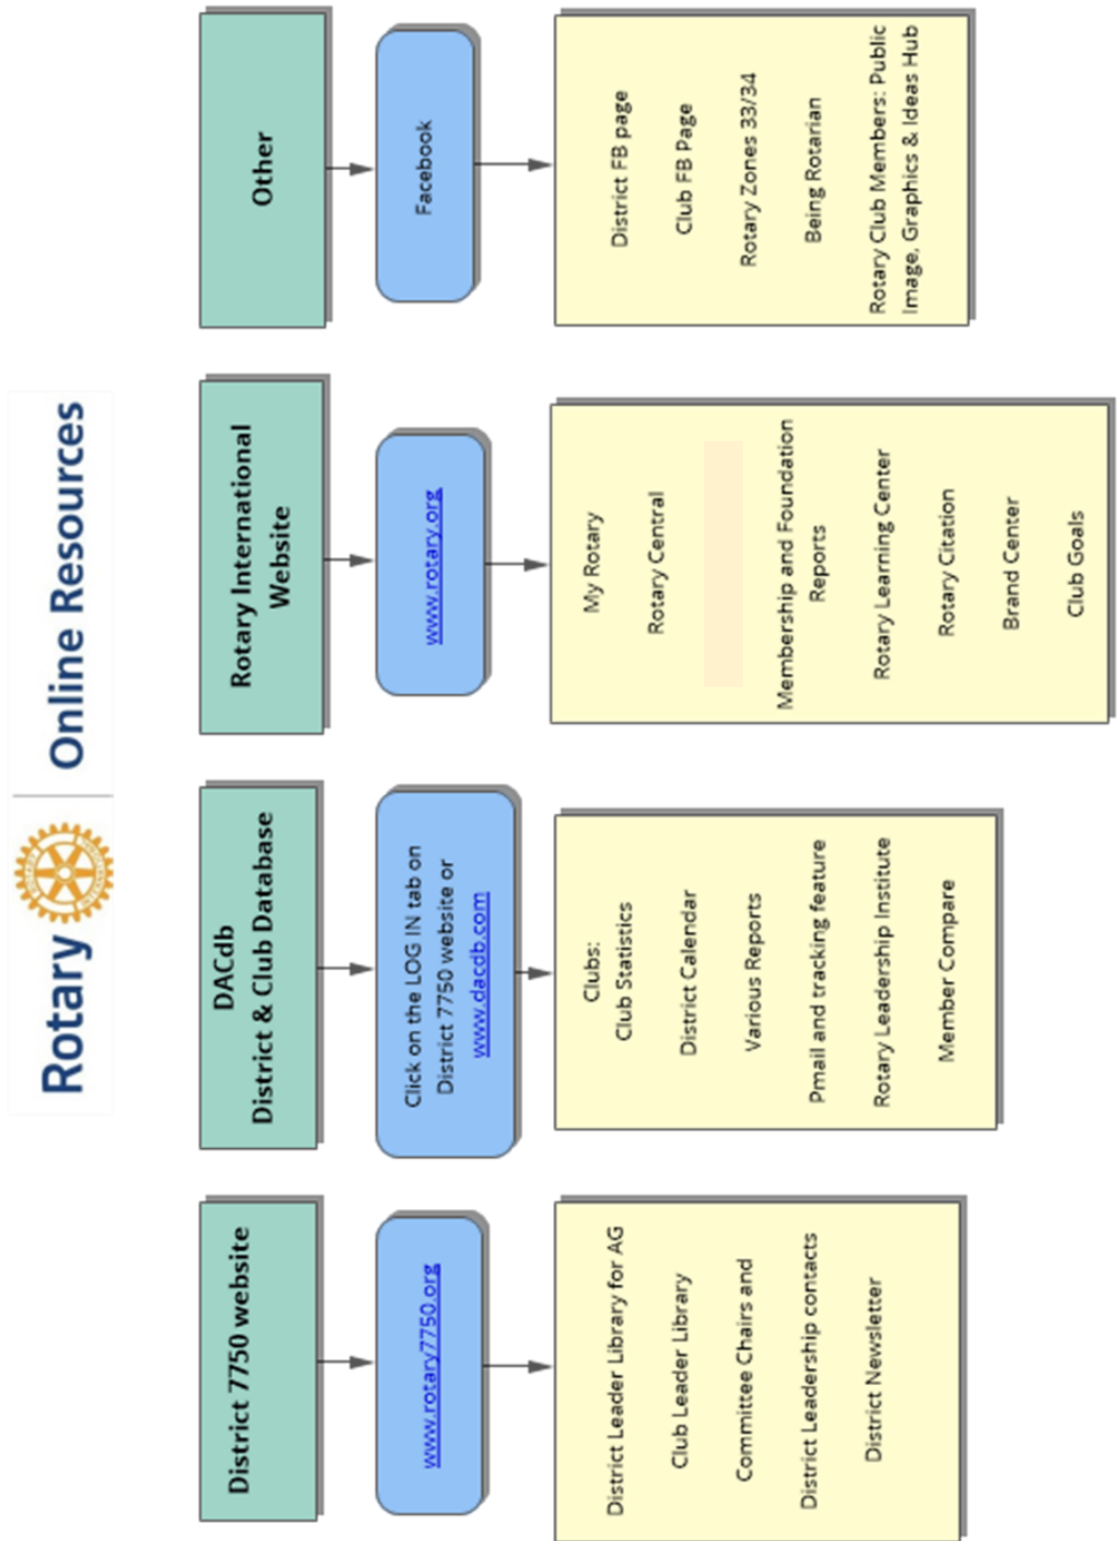 Rotary
Online Resources
District 7750 website
www.rotary7750.org
District Leader Library for AG
Club Leader Library
Committee Chairs and
District Leadership contacts
District Newsletter
DACdb
District & Club Database
Click on the LOG IN tab on
District 7750 website or
www.dacdb.com
Clubs:
Club Statistics
District Calendar
Various Reports
Pmail and tracking feature
Rotary Leadership Institute
Member Compare
Rotary International
Website
www.rotary.org
My Rotary
Rotary Central
Membership and Foundation
Reports
Rotary Learning Center
Rotary Citation
Brand Center
Club Goals
Other
Facebook
District FB page
Club FB Page
Rotary Zones 33/34
Being Rotarian
Rotary Club Members: Public
Image, Graphics & Ideas Hub